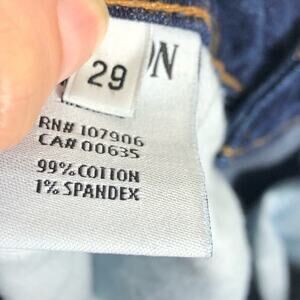 29
RN# 107906
CA# 00635
99% COTTON
1% SPANDEX